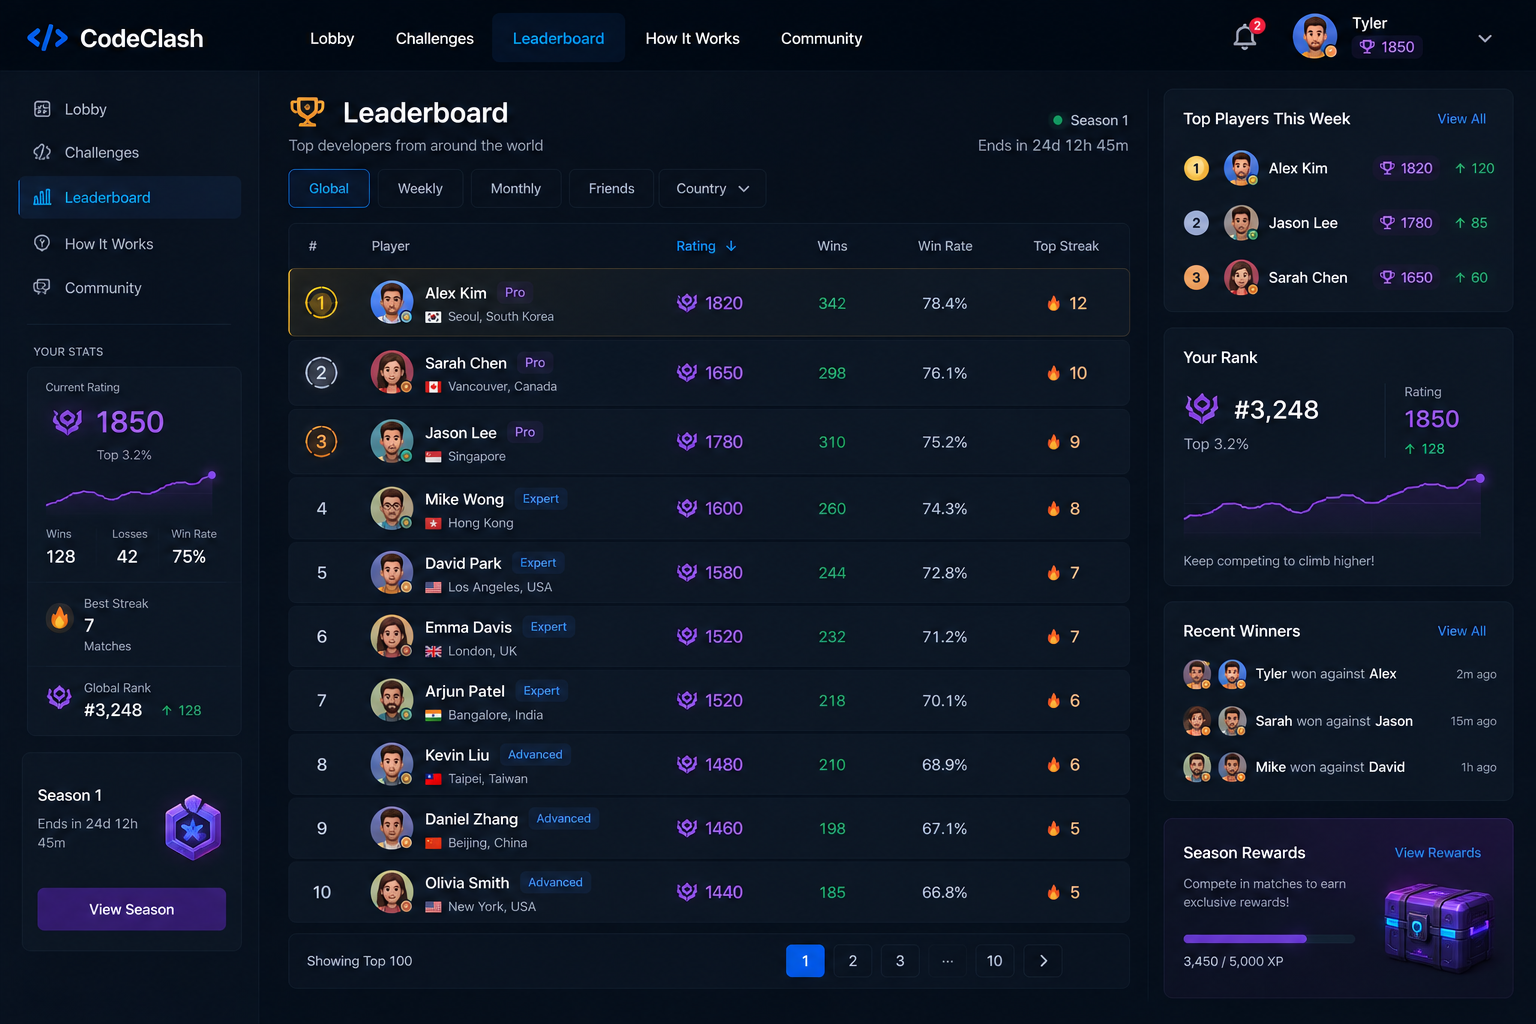 CodeClash
Lobby
Challenges
Leaderboard
How It Works
Community
2
Tyler
1850
Lobby
Challenges
Leaderboard
How It Works
Community
YOUR STATS
Current Rating
1850
Top 3.2%
Wins Losses Win Rate
128 42 75%
Best Streak
7
Matches
Global Rank
#3,248 ↑ 128
Season 1
Ends in 24d 12h
45m
View Season
Leaderboard
Top developers from around the world
Season 1
Ends in 24d 12h 45m
Global Weekly Monthly Friends Country
# Player Rating ↓ Wins Win Rate Top Streak
1 Alex Kim Pro 1820 342 78.4% 12
Seoul, South Korea
2 Sarah Chen Pro 1650 298 76.1% 10
Vancouver, Canada
3 Jason Lee Pro 1780 310 75.2% 9
Singapore
4 Mike Wong Expert 1600 260 74.3% 8
Hong Kong
5 David Park Expert 1580 244 72.8% 7
Los Angeles, USA
6 Emma Davis Expert 1520 232 71.2% 7
London, UK
7 Arjun Patel Expert 1520 218 70.1% 6
Bangalore, India
8 Kevin Liu Advanced 1480 210 68.9% 6
Taipei, Taiwan
9 Daniel Zhang Advanced 1460 198 67.1% 5
Beijing, China
10 Olivia Smith Advanced 1440 185 66.8% 5
New York, USA
Showing Top 100
1 2 3 ... 10 >
Top Players This Week View All
1 Alex Kim 1820 ↑ 120
2 Jason Lee 1780 ↑ 85
3 Sarah Chen 1650 ↑ 60
Your Rank
#3,248
Top 3.2%
Rating
1850
↑ 128
Keep competing to climb higher!
Recent Winners View All
Tyler won against Alex 2m ago
Sarah won against Jason 15m ago
Mike won against David 1h ago
Season Rewards View Rewards
Compete in matches to earn
exclusive rewards!
3,450 / 5,000 XP